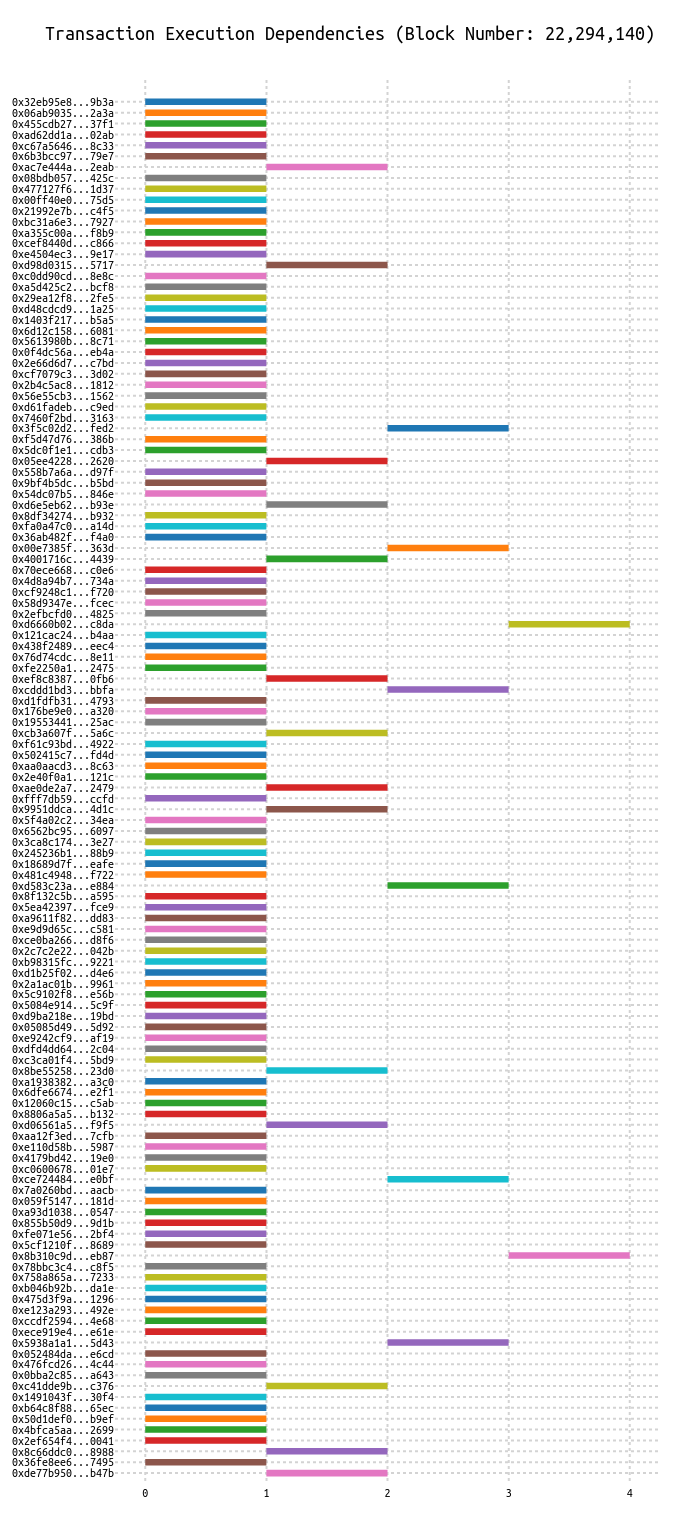 Transaction Execution Dependencies (Block Number: 22,294,140)
0x32eb95e8...9b3a
0x06ab9035...2a3a
0x455cdb27...37f1
0xad62dd1a...02ab
0xc67a5646...8c33
0x6b3bcc97...79e7
0xac7e444a...2eab
0x08bdb057...425c
0x477127f6...1d37
0x00ff40e0...75d5
0x21992e7b...c4f5
0xbc31a6e3...7927
0xa355c00a...f8b9
0xcef8440d...c866
0xe4504ec3...9e17
0xd98d0315...5717
0xc0dd90cd...8e8c
0xa5d425c2...bcf8
0x29ea12f8...2fe5
0xd48cdcd9...1a25
0x1403f217...b5a5
0x6d12c158...6081
0x5613980b...8c71
0x0f4dc56a...eb4a
0x2e66d6d7...c7bd
0xcf7079c3...3d02
0x2b4c5ac8...1812
0x56e55cb3...1562
0xd61fadeb...c9ed
0x7460f2bd...3163
0x3f5c02d2...fed2
0xf5d47d76...386b
0x5dc0f1e1...cdb3
0x05ee4228...2620
0x558b7a6a...d97f
0x9bf4b5dc...b5bd
0x54dc07b5...846e
0xd6e5eb62...b93e
0x8df34274...b932
0xfa0a47c0...a14d
0x36ab482f...f4a0
0x00e7385f...363d
0x4001716c...4439
0x70ece668...c0e6
0x4d8a94b7...734a
0xcf9248c1...f720
0x58d9347e...fcec
0x2efbcfd0...4825
0xd6660b02...c8da
0x121cac24...b4aa
0x438f2489...eec4
0x76d74cdc...8e11
0xfe2250a1...2475
0xef8c8387...0fb6
0xcddd1bd3...bbfa
0xd1fdfb31...4793
0x176be9e0...a320
0x19553441...25ac
0xcb3a607f...5a6c
0xf61c93bd...4922
0x502415c7...fd4d
0xaa0aacd3...8c63
0x2e40f0a1...121c
0xae0de2a7...2479
0xfff7db59...ccfd
0x9951ddca...4d1c
0x5f4a02c2...34ea
0x6562bc95...6097
0x3ca8c174...3e27
0x245236b1...88b9
0x18689d7f...eafe
0x481c4948...f722
0xd583c23a...e884
0x8f132c5b...a595
0x5ea42397...fce9
0xa9611f82...dd83
0xe9d9d65c...c581
0xce0ba266...d8f6
0x2c7c2e22...042b
0xb98315fc...9221
0xd1b25f02...d4e6
0x2a1ac01b...9961
0x5c9102f8...e56b
0x5084e914...5c9f
0xd9ba218e...19bd
0x05085d49...5d92
0xe9242cf9...af19
0xdfd4dd64...2c04
0xc3ca01f4...5bd9
0x8be55258...23d0
0xa1938382...a3c0
0x6dfe6674...e2f1
0x12060c15...c5ab
0x8806a5a5...b132
0xd06561a5...f9f5
0xaa12f3ed...7cfb
0xe110d58b...5987
0x4179bd42...19e0
0xc0600678...01e7
0xce724484...e0bf
0x7a0260bd...aacb
0x059f5147...181d
0xa93d1038...0547
0x855b50d9...9d1b
0xfe071e56...2bf4
0x5cf1210f...8689
0x8b310c9d...eb87
0x78bbc3c4...c8f5
0x758a865a...7233
0xb046b92b...da1e
0x475d3f9a...1296
0xe123a293...492e
0xccdf2594...4e68
0xece919e4...e61e
0x5938a1a1...5d43
0x052484da...e6cd
0x476fcd26...4c44
0x0bba2c85...a643
0xc41dde9b...c376
0x1491043f...30f4
0xb64c8f88...65ec
0x50d1def0...b9ef
0x4bfca5aa...2699
0x2ef654f4...0041
0x8c66ddc0...8988
0x36fe8ee6...7495
0xde77b950...b47b
0 1 2 3 4